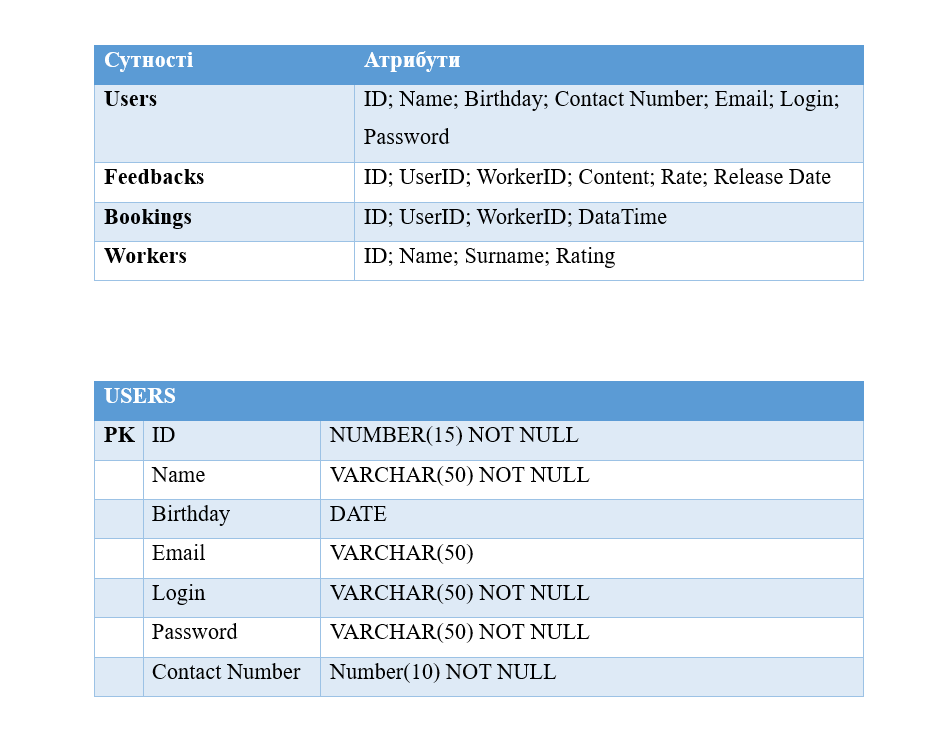 Сутності Атрибути
Users ID; Name; Birthday; Contact Number; Email; Login;
Password
Feedbacks ID; UserID; WorkerID; Content; Rate; Release Date
Bookings ID; UserID; WorkerID; DataTime
Workers ID; Name; Surname; Rating
USERS
PK ID NUMBER(15) NOT NULL
Name VARCHAR(50) NOT NULL
Birthday DATE
Email VARCHAR(50)
Login VARCHAR(50) NOT NULL
Password VARCHAR(50) NOT NULL
Contact Number Number(10) NOT NULL